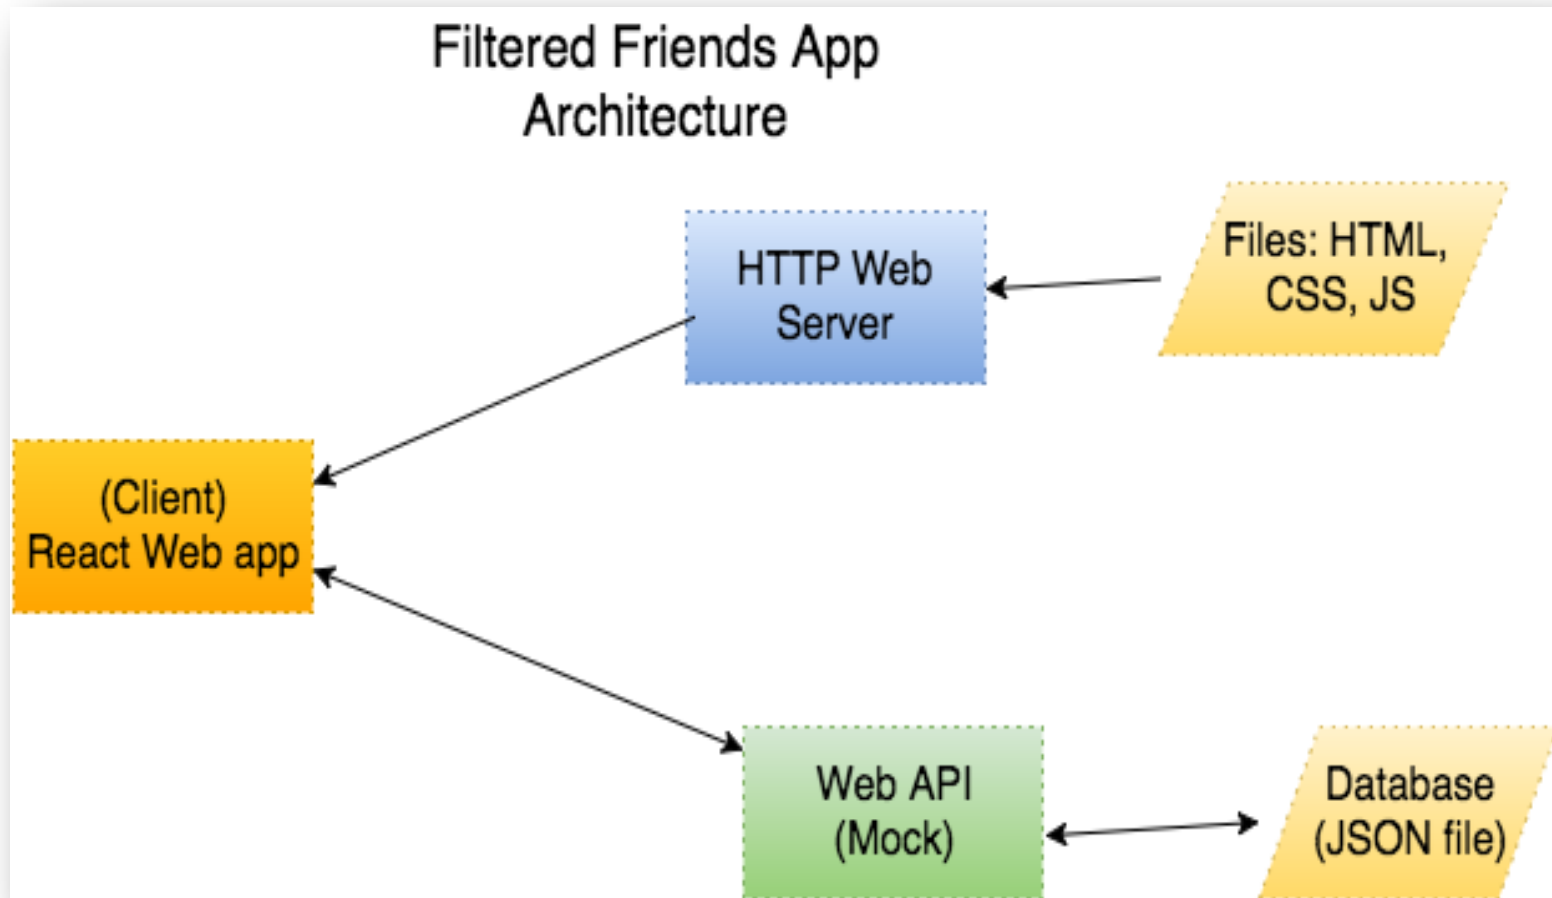 Filtered Friends App
Architecture
HTTP Web
Server
Files: HTML,
CSS, JS
(Client)
React Web app
Web API
(Mock)
Database
(JSON file)